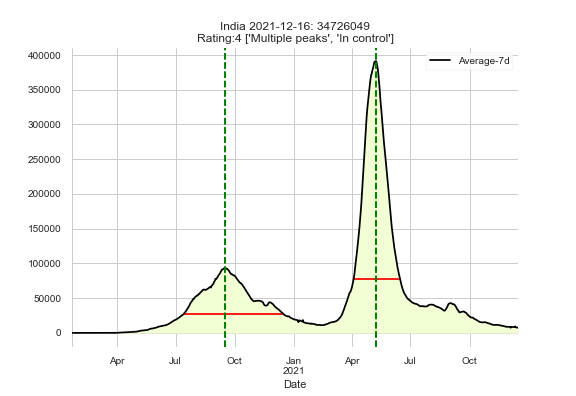 India 2021-12-16: 34726049
Rating:4 ['Multiple peaks', 'In control']
Average-7d
400000
350000
300000
250000
200000
150000
100000
50000
0
Apr Jul Oct Jan Apr Jul Oct
2021
Date